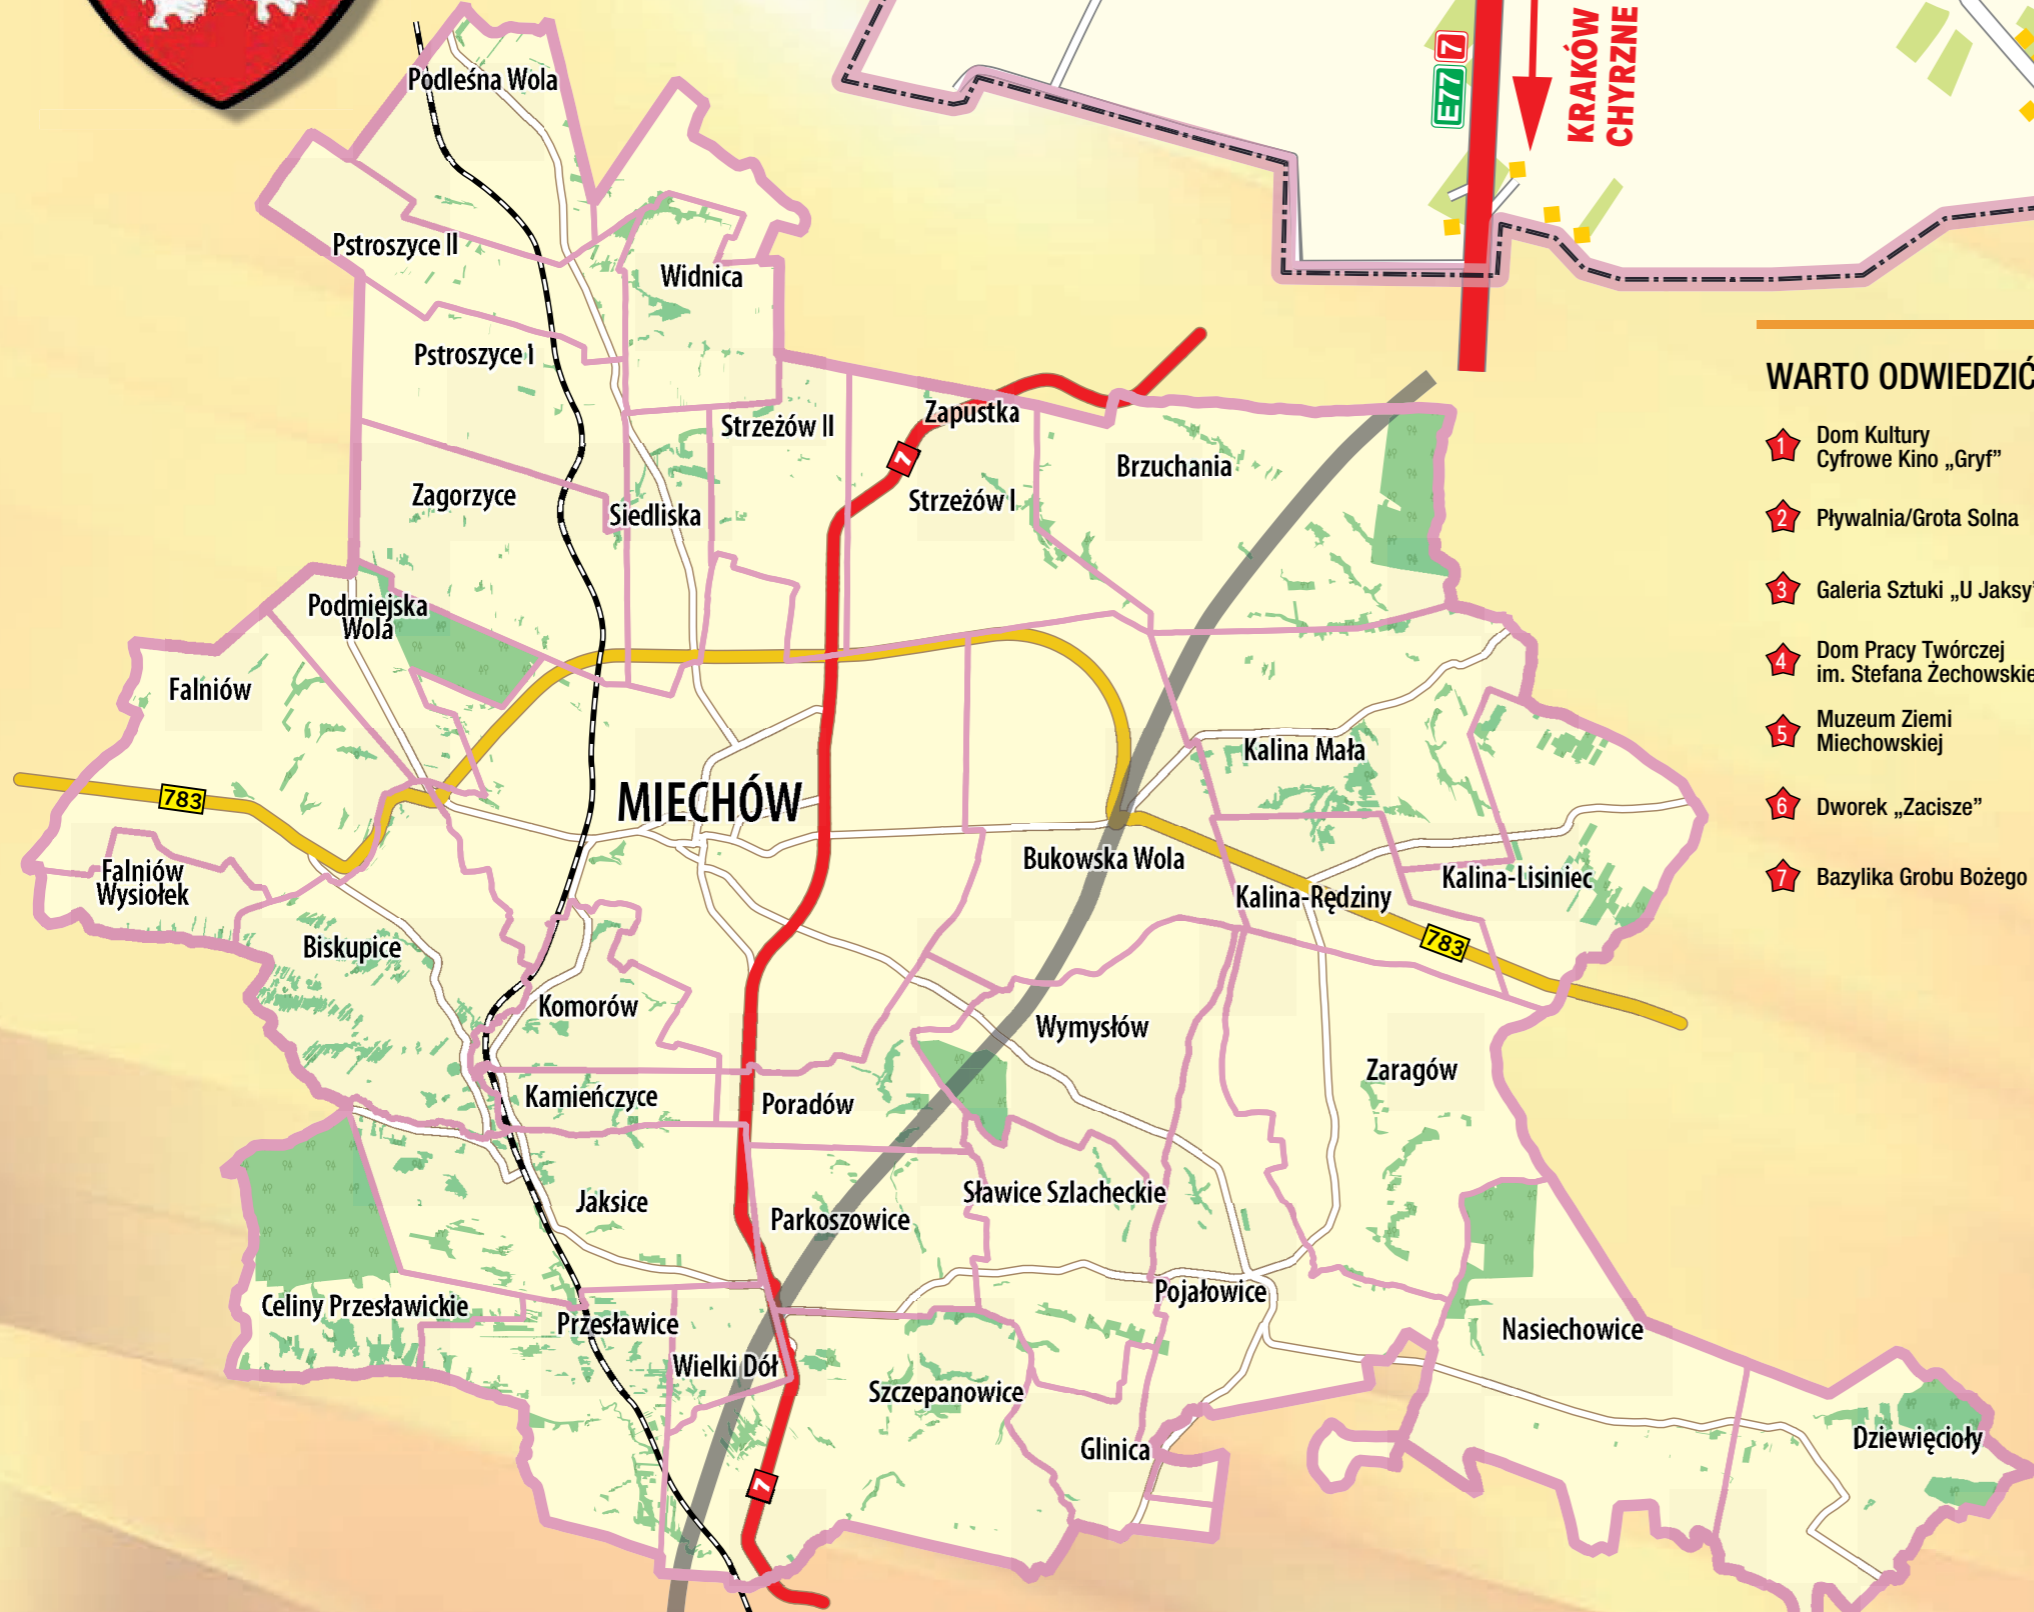 KRAKÓW
CHYRZNE
7
E77
Podleśna Wola
Pstroszyce II
Widnica
Pstroszyce I
Zapustka
Strzeżów II
Brzuchania
Zagorzyce
Strzeżów I
Siedliska
7
Podmiejska
Wola
Falniów
Kalina Mała
783
MIECHÓW
Bukowska Wola
Falniów
Wysiołek
Kalina-Lisiniec
Kalina-Rędziny
783
Biskupice
Komorów
Wymysłów
Zaragów
Kamieńczyce
Poradów
Sławice Szlacheckie
Jaksice
Parkoszowice
Pojałowice
Celiny Przesławickie
Przesławice
Nasiechowice
Wielki Dół
Szczepanowice
Glinica
Dziewięcioły
7
WARTO ODWIEDZIĆ
1 Dom Kultury
Cyfrowe Kino „Gryf”
2 Pływalnia/Grota Solna
3 Galeria Sztuki „U Jaksy”
4 Dom Pracy Twórczej
im. Stefana Żechowskie
5 Muzeum Ziemi
Miechowskiej
6 Dworek „Zacisze”
7 Bazylika Grobu Bożego